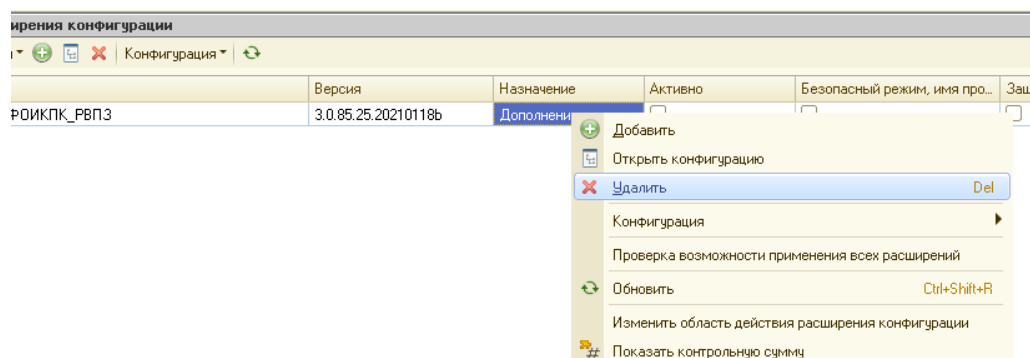 ирения конфигурации
Конфигурация
Версия
Назначение
Активно
Безопасный режим, имя про...
Защ
ФОИКПК_РВПЗ
3.0.85.25.20210118b
Дополнени
Добавить
Открыть конфигурацию
Удалить Del
Конфигурация
Проверка возможности применения всех расширений
Обновить Ctrl+Shift+R
Изменить область действия расширения конфигурации
Показать контрольную сумму